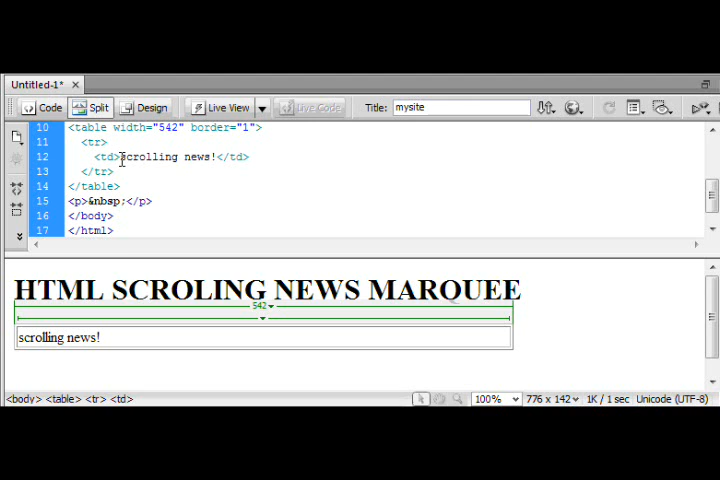 Untitled-1* ×
Code Split Design Live View Live Code Title: mysite
10 <table width="542" border="1">
11 <tr>
12 <td>scrolling news!</td>
13 </tr>
14 </table>
15 <p>&nbsp;</p>
16 </body>
17 </html>
HTML SCROLING NEWS MARQUEE
542
scrolling news!
<body> <table> <tr> <td> 100% 776 x 142 1K / 1 sec Unicode (UTF-8)